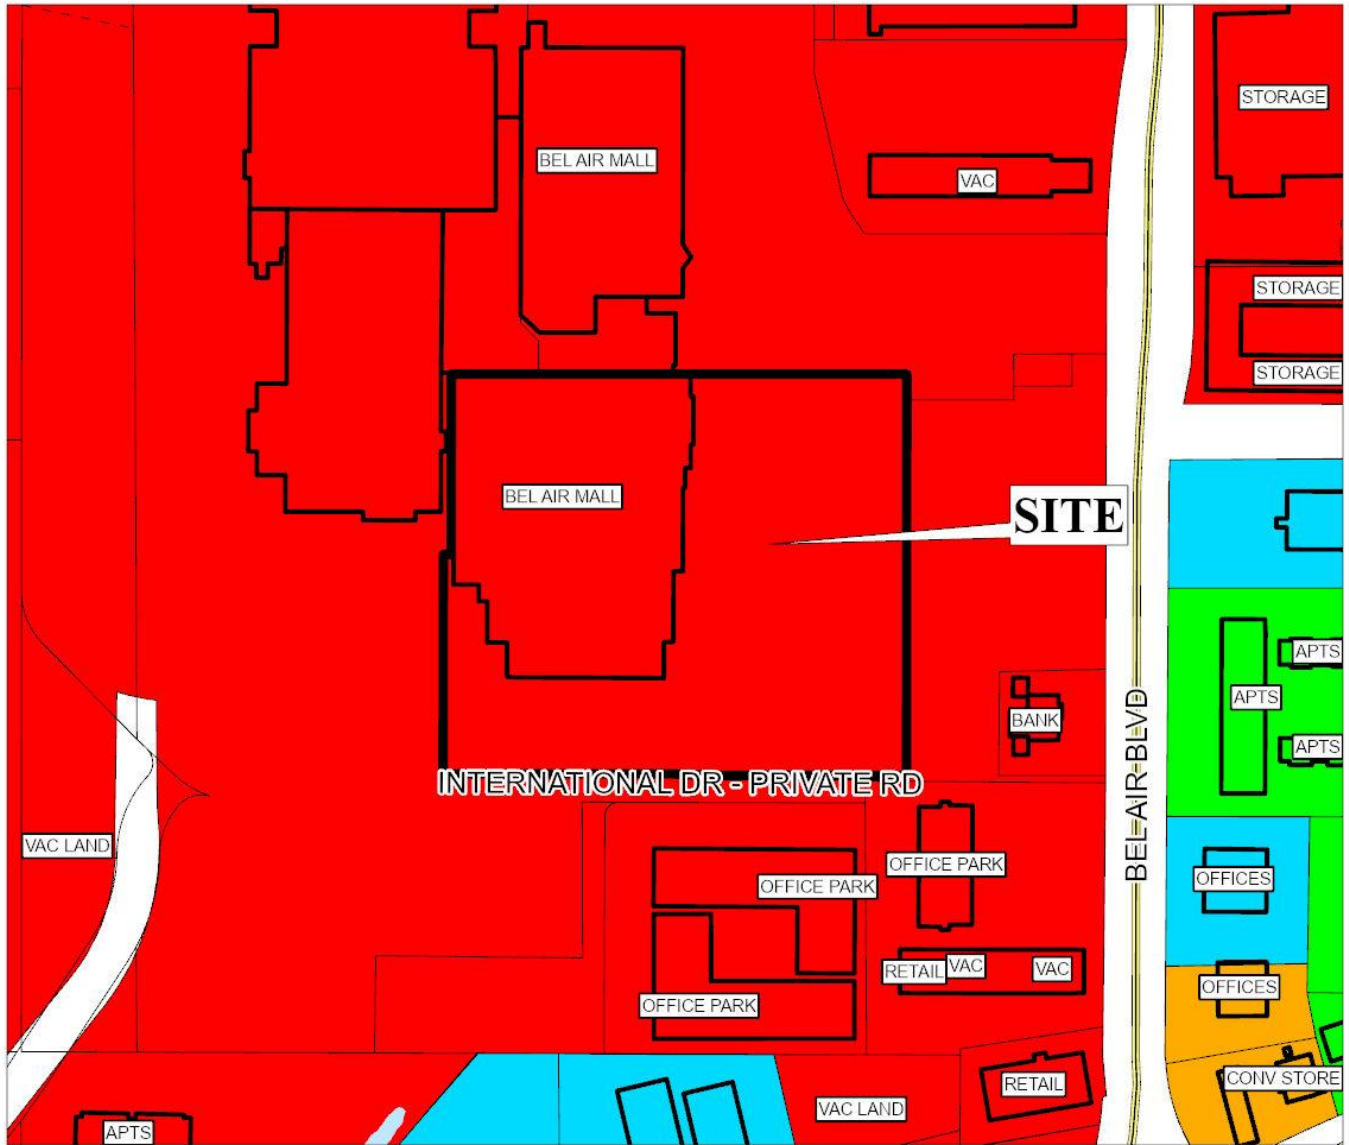 STORAGE
BEL AIR MALL
VAC
STORAGE
STORAGE
BEL AIR MALL
SITE
APTS
APTS
BANK
APTS
INTERNATIONAL DR - PRIVATE RD
BEL AIR BLVD
VAC LAND
OFFICE PARK
OFFICE PARK
OFFICES
RETAIL
VAC
VAC
OFFICES
OFFICE PARK
CONV STORE
RETAIL
VAC LAND
APTS